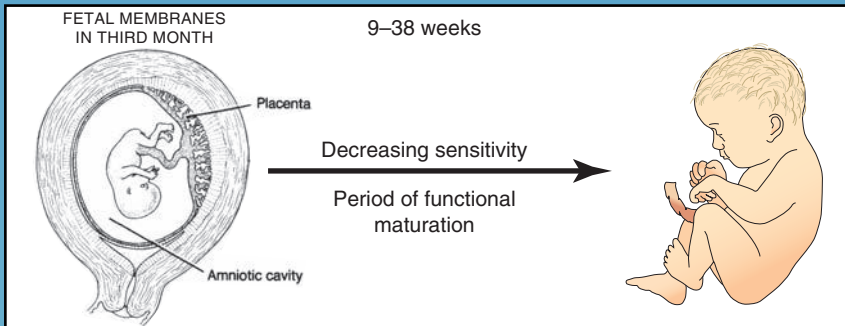 FETAL MEMBRANES
IN THIRD MONTH
9–38 weeks
Placenta
Decreasing sensitivity
Period of functional
maturation
Amniotic cavity